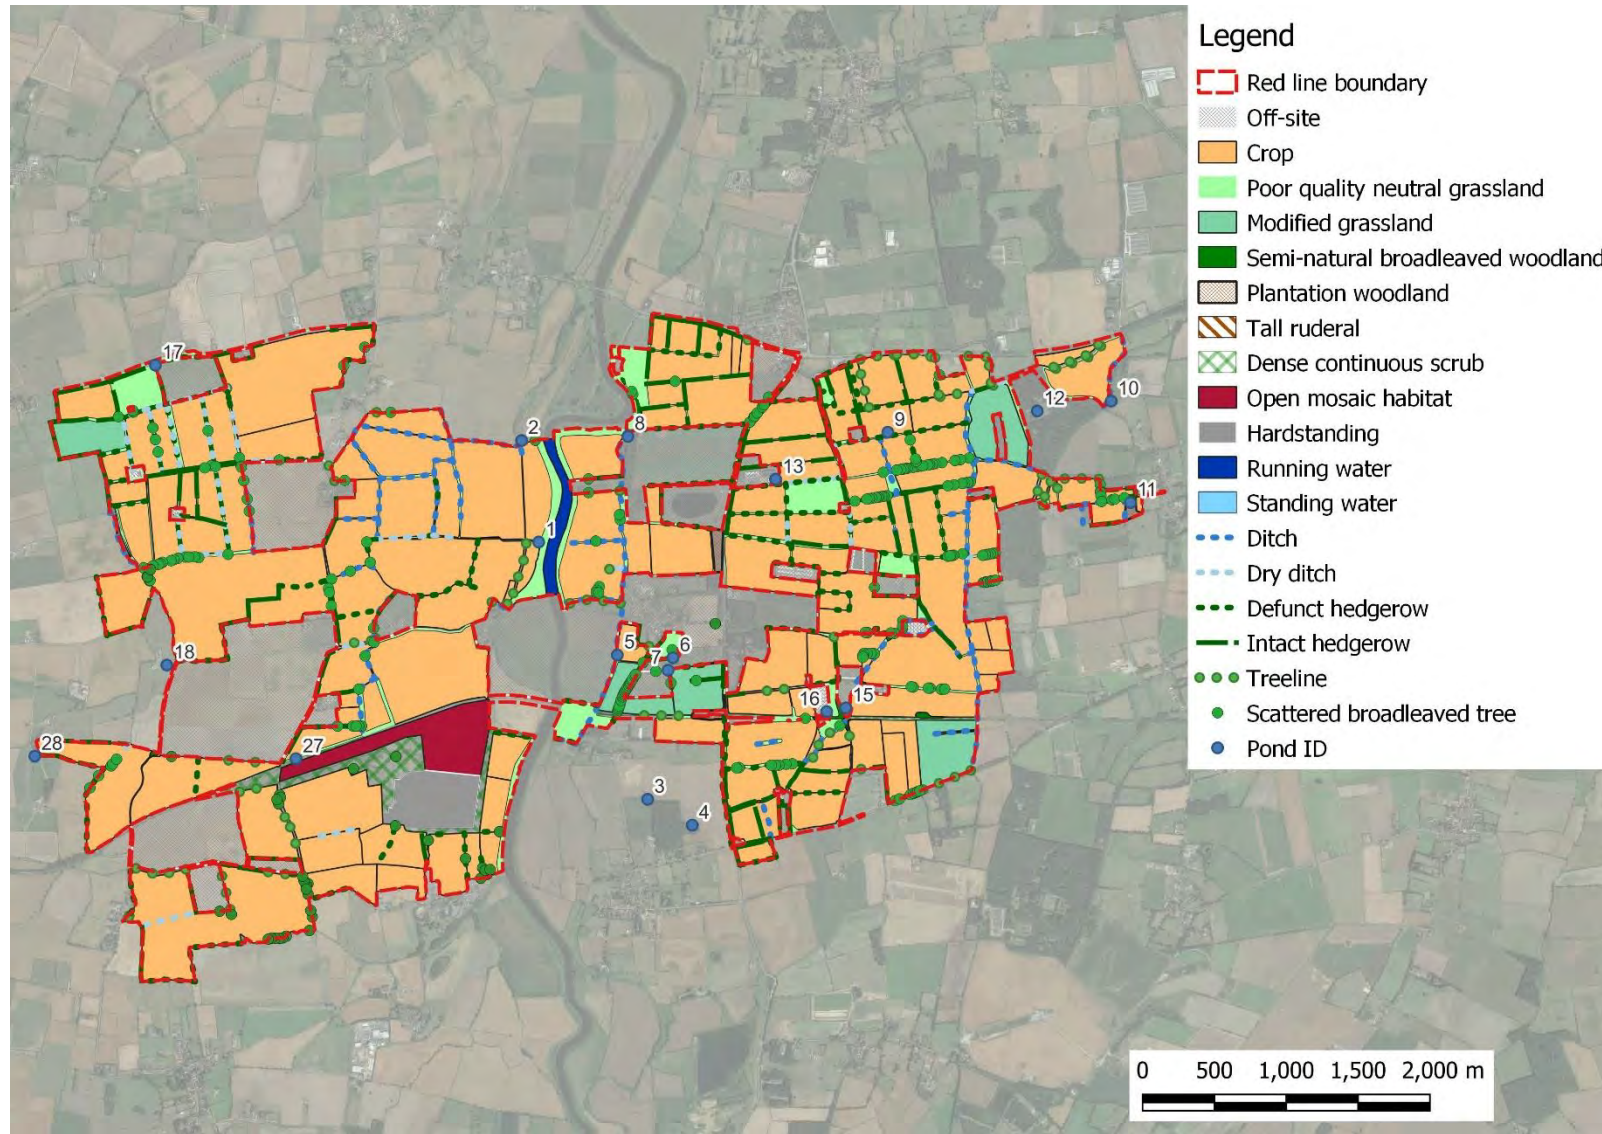 Legend
Red line boundary
Off-site
Crop
Poor quality neutral grassland
Modified grassland
Semi-natural broadleaved woodland
Plantation woodland
Tall ruderal
Dense continuous scrub
Open mosaic habitat
Hardstanding
Running water
Standing water
Ditch
Dry ditch
Defunct hedgerow
Intact hedgerow
Treeline
Scattered broadleaved tree
Pond ID
17
10
12
2
8
9
13
11
1
5
6
7
18
16
15
28
27
3
4
0 500 1,000 1,500 2,000 m